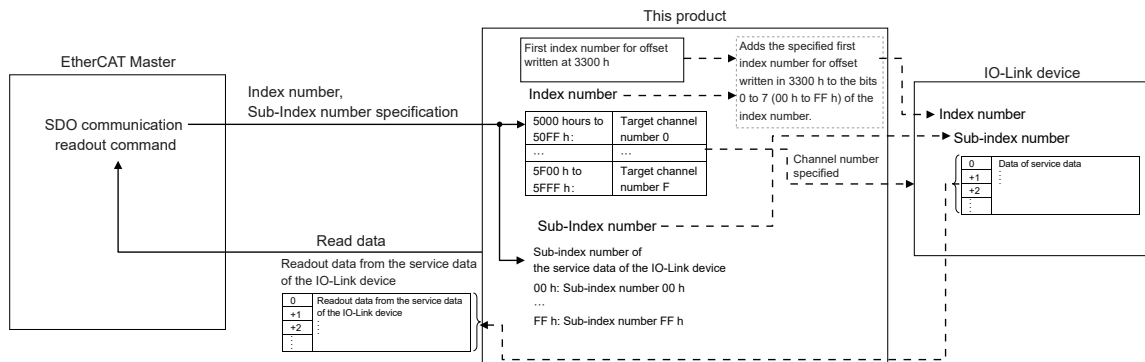 This product
EtherCAT Master
SDO communication
readout command
Index number,
Sub-Index number specification
First index number for offset
written at 3300 h
Adds the specified first
index number for offset
written in 3300 h to the bits
0 to 7 (00 h to FF h) of the
index number.
Index number
5000 hours to
50FF h:
Target channel
number 0
…
…
5F00 h to
5FFF h:
Target channel
number F
Channel number
specified
IO-Link device
Index number
Sub-index number
0
Data of service data
+1
+2
⋮
⋮
Sub-Index number
Sub-index number of
the service data of the IO-Link device
00 h: Sub-index number 00 h
…
FF h: Sub-index number FF h
Read data
Readout data from the service data
of the IO-Link device
0
Readout data from the service data
of the IO-Link device
+1
+2
⋮
⋮